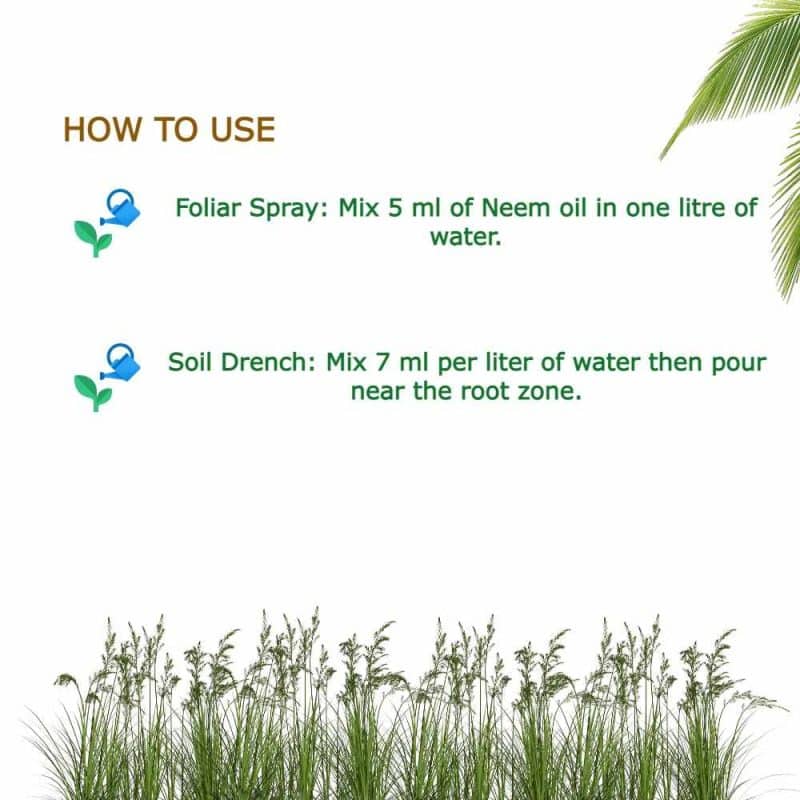 HOW TO USE
Foliar Spray: Mix 5 ml of Neem oil in one litre of
water.
Soil Drench: Mix 7 ml per liter of water then pour
near the root zone.